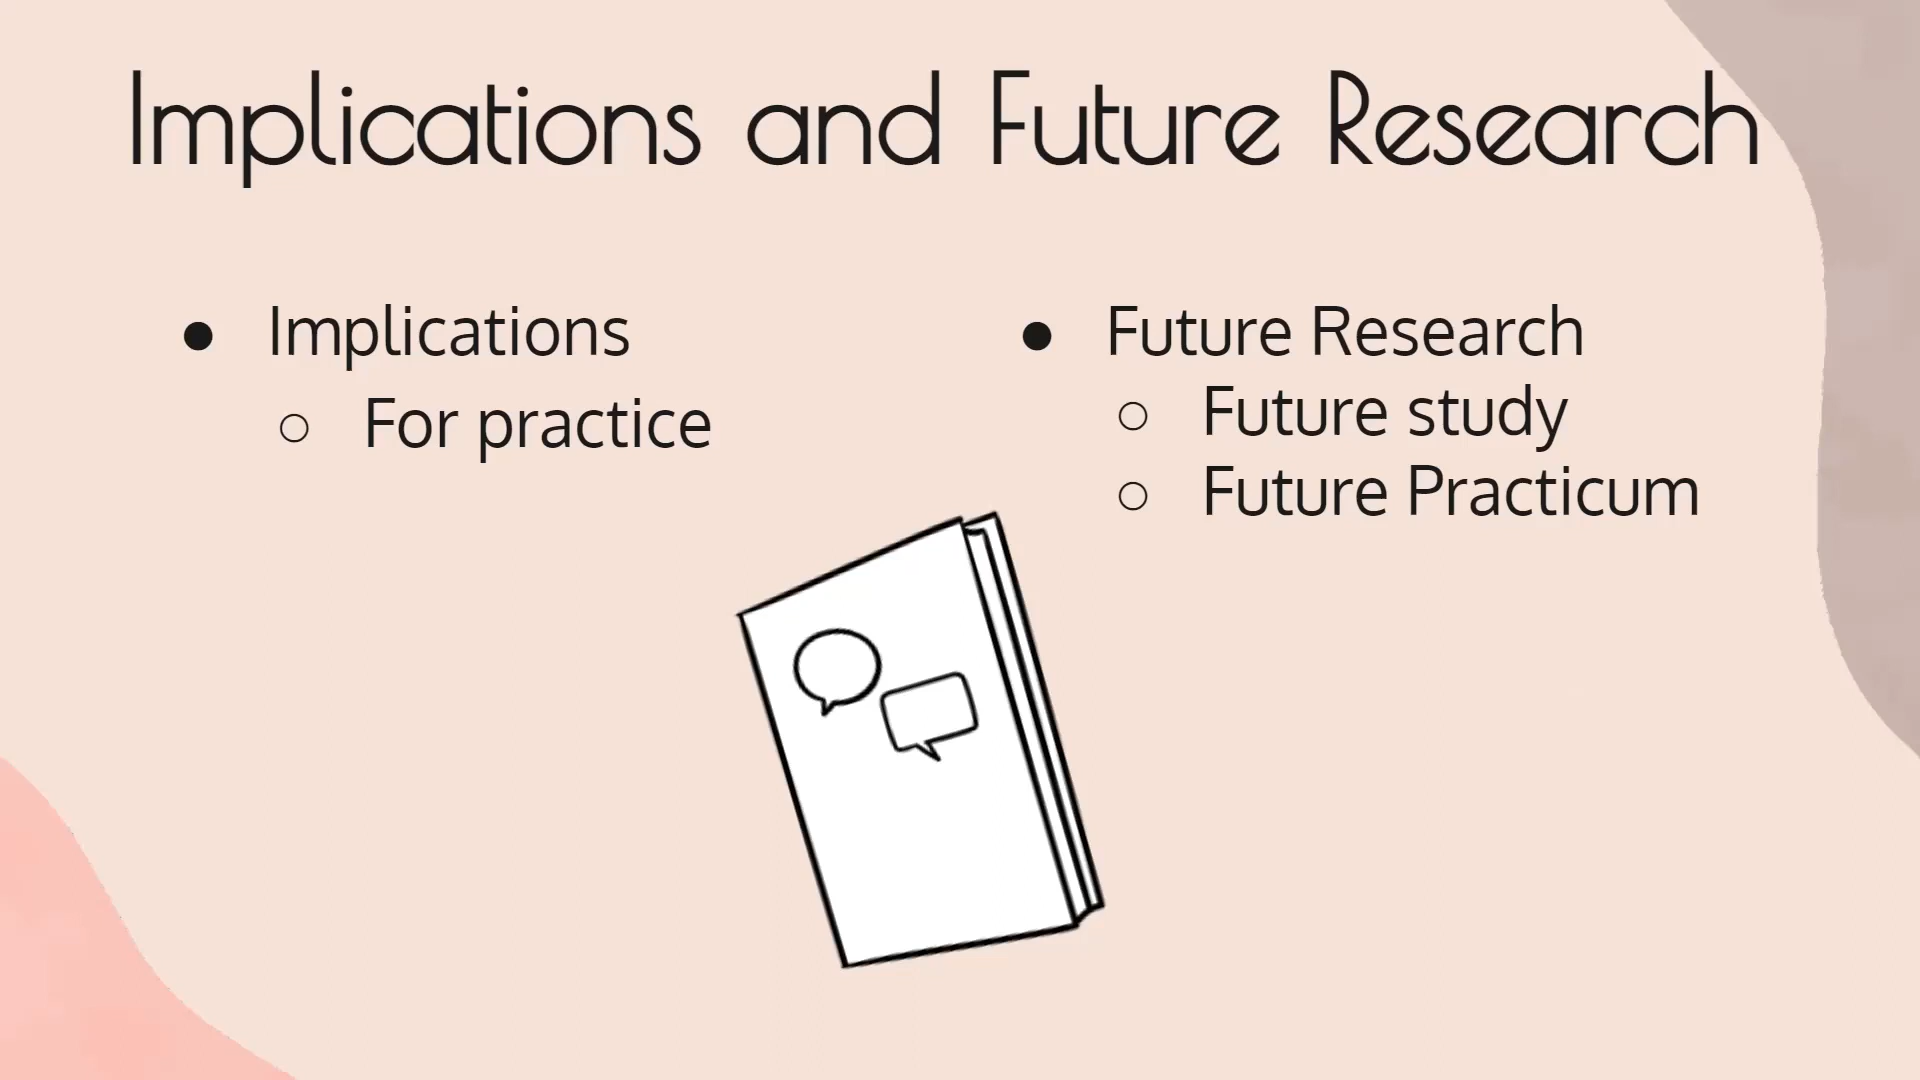 Implications and Future Research
● Implications
○ For practice
● Future Research
○ Future study
○ Future Practicum